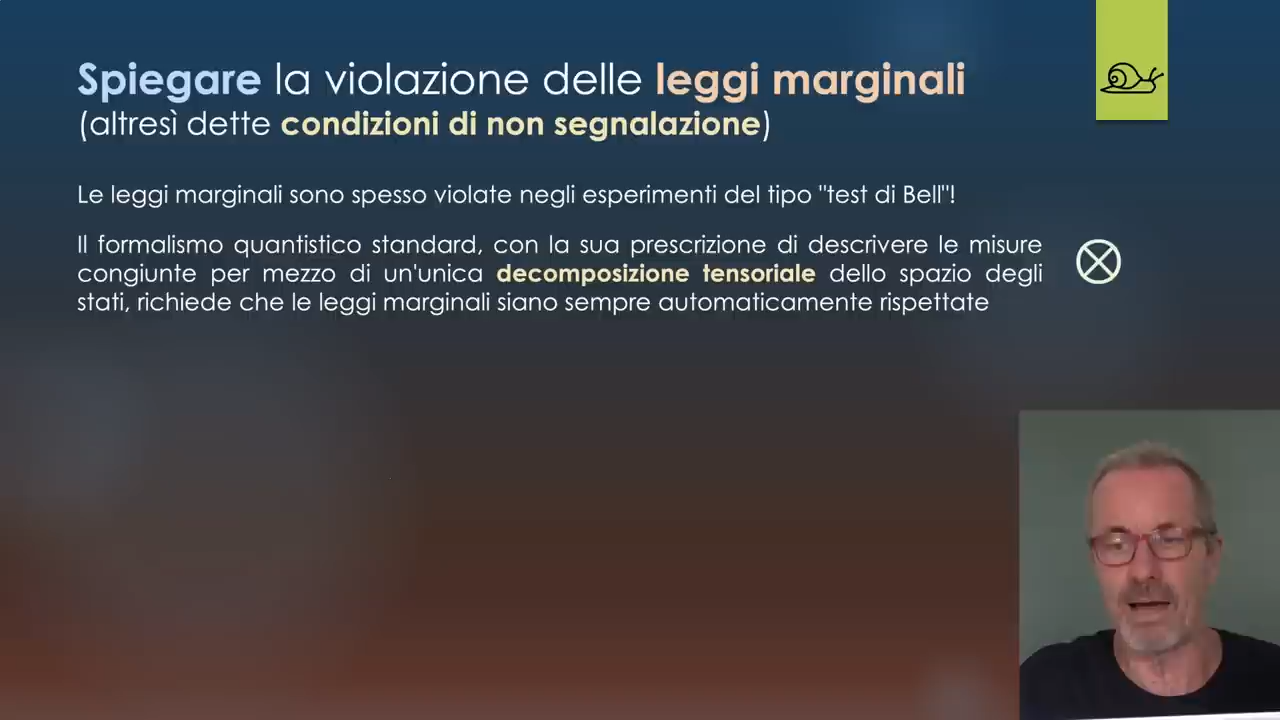 Spiegare la violazione delle leggi marginali
(altresì dette condizioni di non segnalazione)
Le leggi marginali sono spesso violate negli esperimenti del tipo "test di Bell"!
Il formalismo quantistico standard, con la sua prescrizione di descrivere le misure
congiunte per mezzo di un'unica decomposizione tensoriale dello spazio degli
stati, richiede che le leggi marginali siano sempre automaticamente rispettate